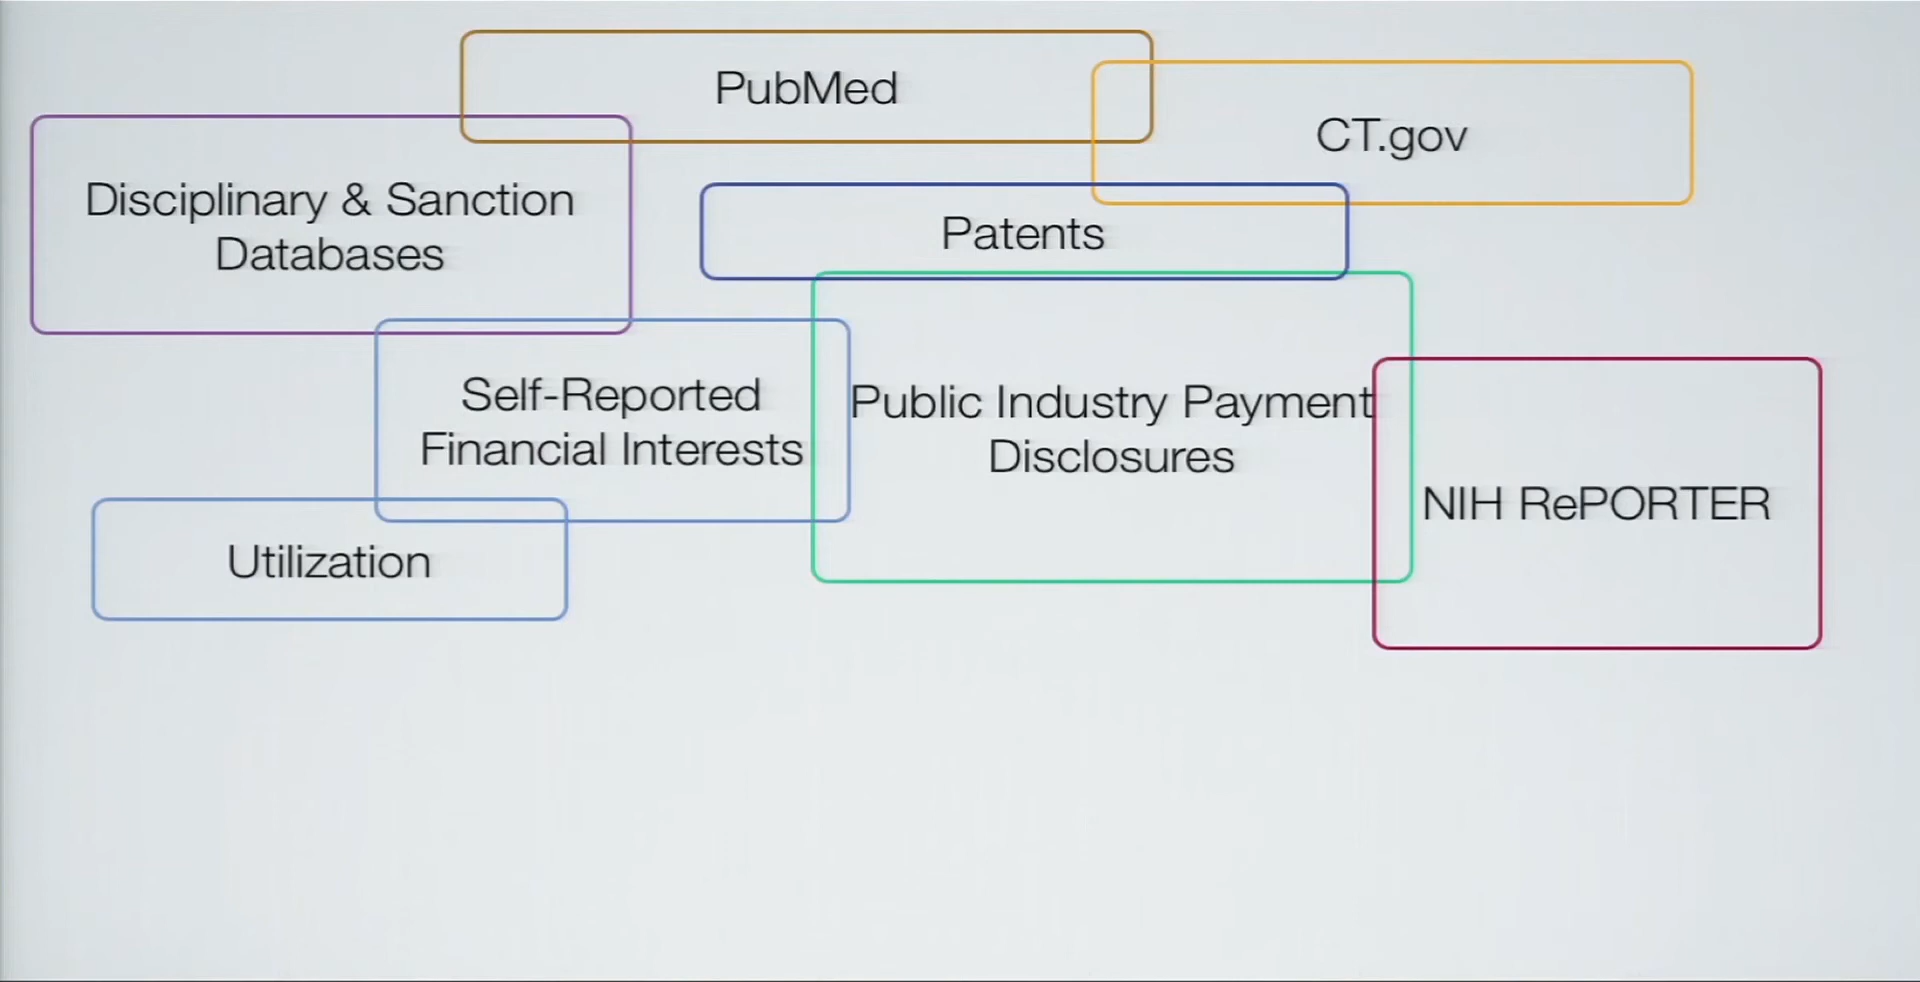 PubMed
CT.gov
Disciplinary & Sanction
Databases
Patents
Self-Reported
Financial Interests
Public Industry Payment
Disclosures
NIH RePORTER
Utilization